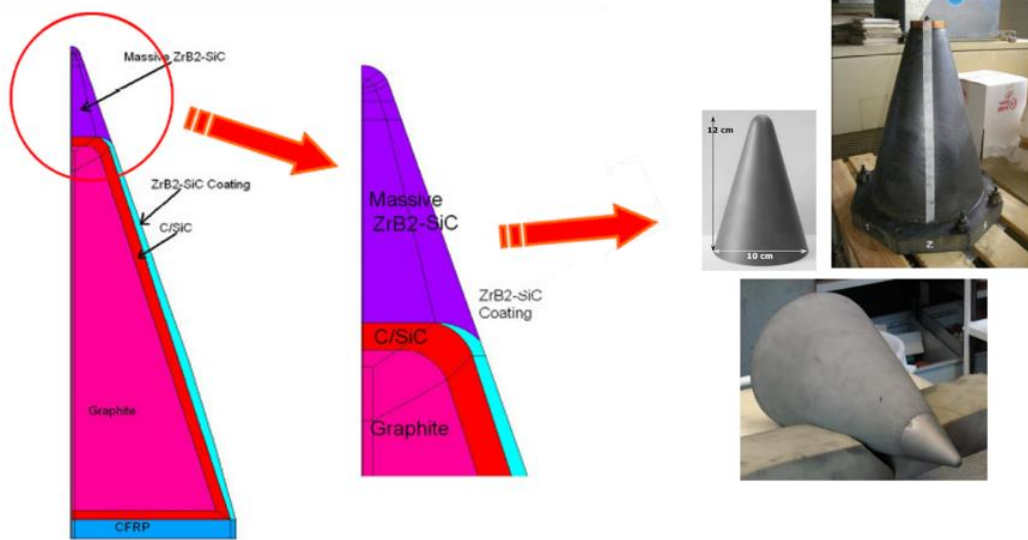 Massive ZrB2-SiC
ZrB2-SiC Coating
C/SiC
Graphite
CFRP
Massive
ZrB2-SiC
ZrB2-SiC
Coating
C/SiC
Graphite
12 cm
10 cm
Z